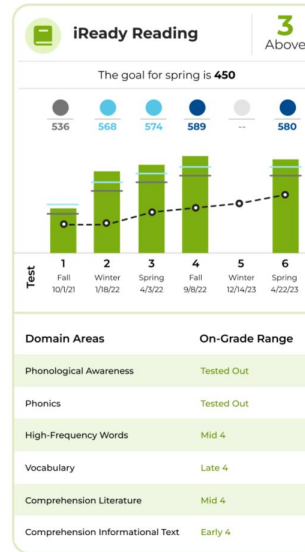 iReady Reading
3
Above
The goal for spring is 450
536 568 574 589 -- 580
Test
1 2 3 4 5 6
Fall Winter Spring Fall Winter Spring
10/1/21 1/18/22 4/3/22 9/8/22 12/14/23 4/22/23
Domain Areas On-Grade Range
Phonological Awareness Tested Out
Phonics Tested Out
High-Frequency Words Mid 4
Vocabulary Late 4
Comprehension Literature Mid 4
Comprehension Informational Text Early 4